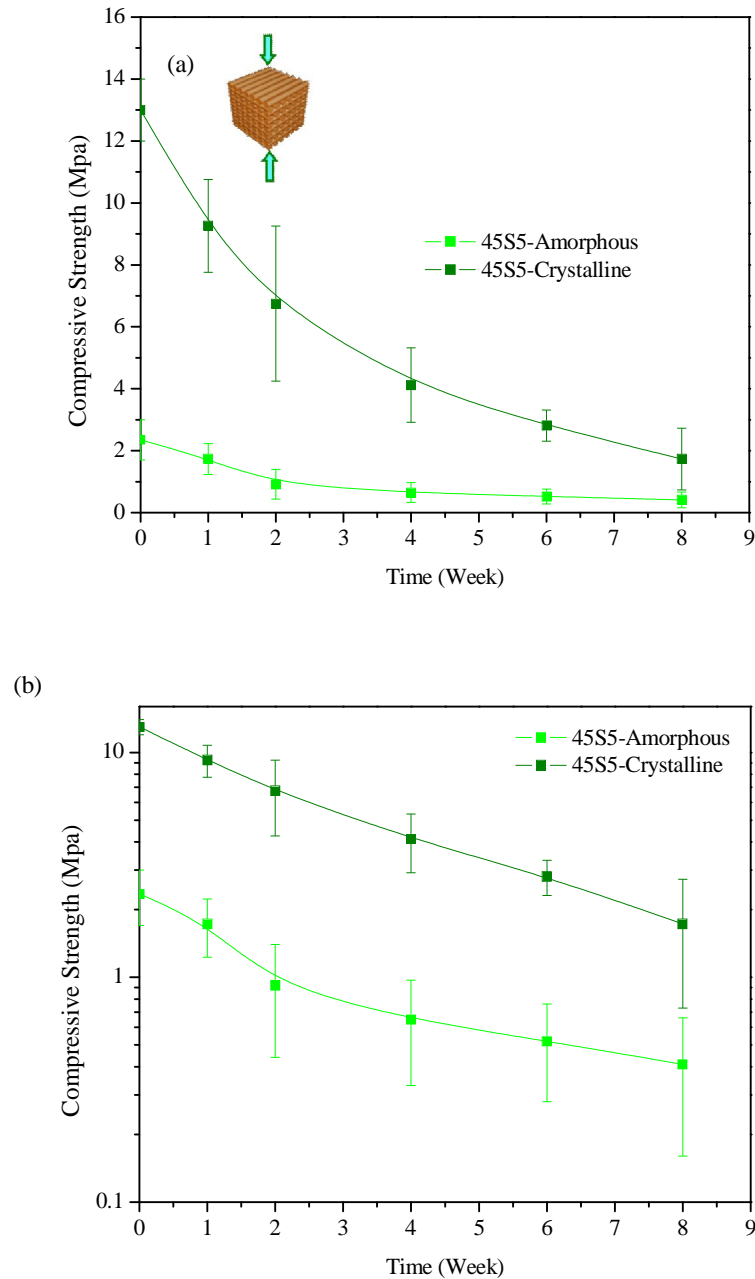 16
(a)
14
12
10
8
6
4
2
0
Compressive Strength (Mpa)
45S5-Amorphous
45S5-Crystalline
0 1 2 3 4 5 6 7 8 9
Time (Week)
(b)
10
1
0.1
Compressive Strength (Mpa)
45S5-Amorphous
45S5-Crystalline
0 1 2 3 4 5 6 7 8 9
Time (Week)